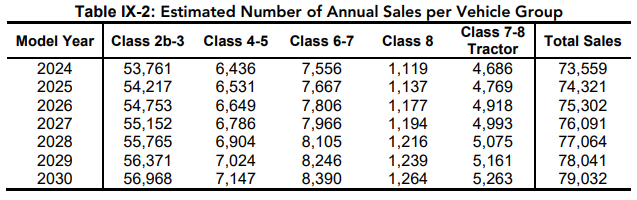 Table IX-2: Estimated Number of Annual Sales per Vehicle Group
Model Year Class 2b-3 Class 4-5 Class 6-7 Class 8 Class 7-8 Tractor Total Sales
2024 53,761 6,436 7,556 1,119 4,686 73,559
2025 54,217 6,531 7,667 1,137 4,769 74,321
2026 54,753 6,649 7,806 1,177 4,918 75,302
2027 55,152 6,786 7,966 1,194 4,993 76,091
2028 55,765 6,904 8,105 1,216 5,075 77,064
2029 56,371 7,024 8,246 1,239 5,161 78,041
2030 56,968 7,147 8,390 1,264 5,263 79,032